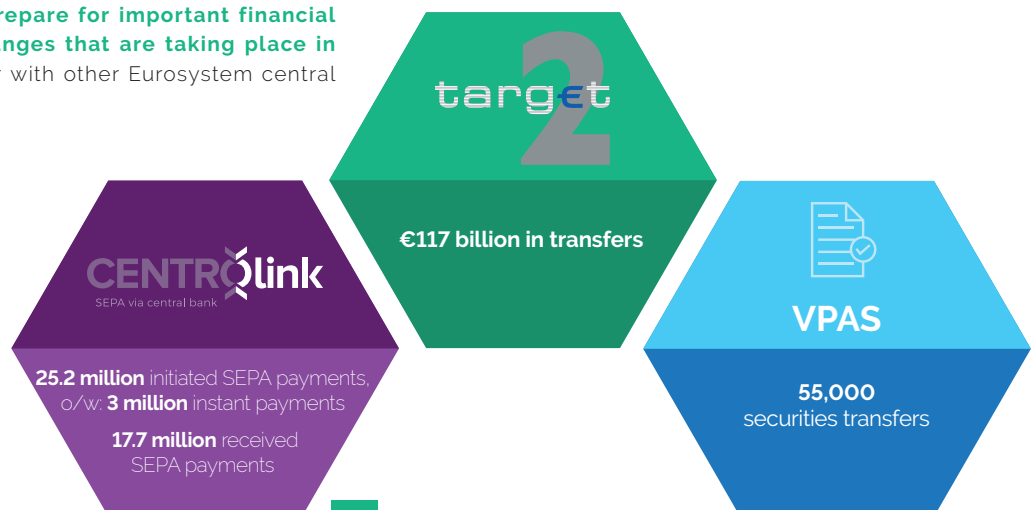 repare for important financial
anges that are taking place in
with other Eurosystem central
target
2
€117 billion in transfers
CENTROlink
SEPA via central bank
25.2 million initiated SEPA payments,
o/w: 3 million instant payments
17.7 million received
SEPA payments
VPAS
55,000
securities transfers